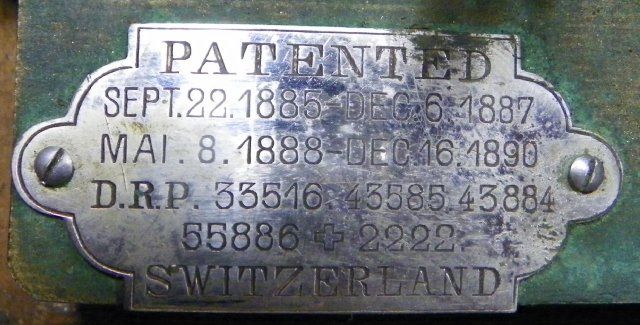 PATENTED
SEPT.22.1885-DEC.6.1887
MAI.8.1888-DEC.16.1890
D.R.P. 33516.43585.43884
55886 ✚ 2222.
SWITZERLAND